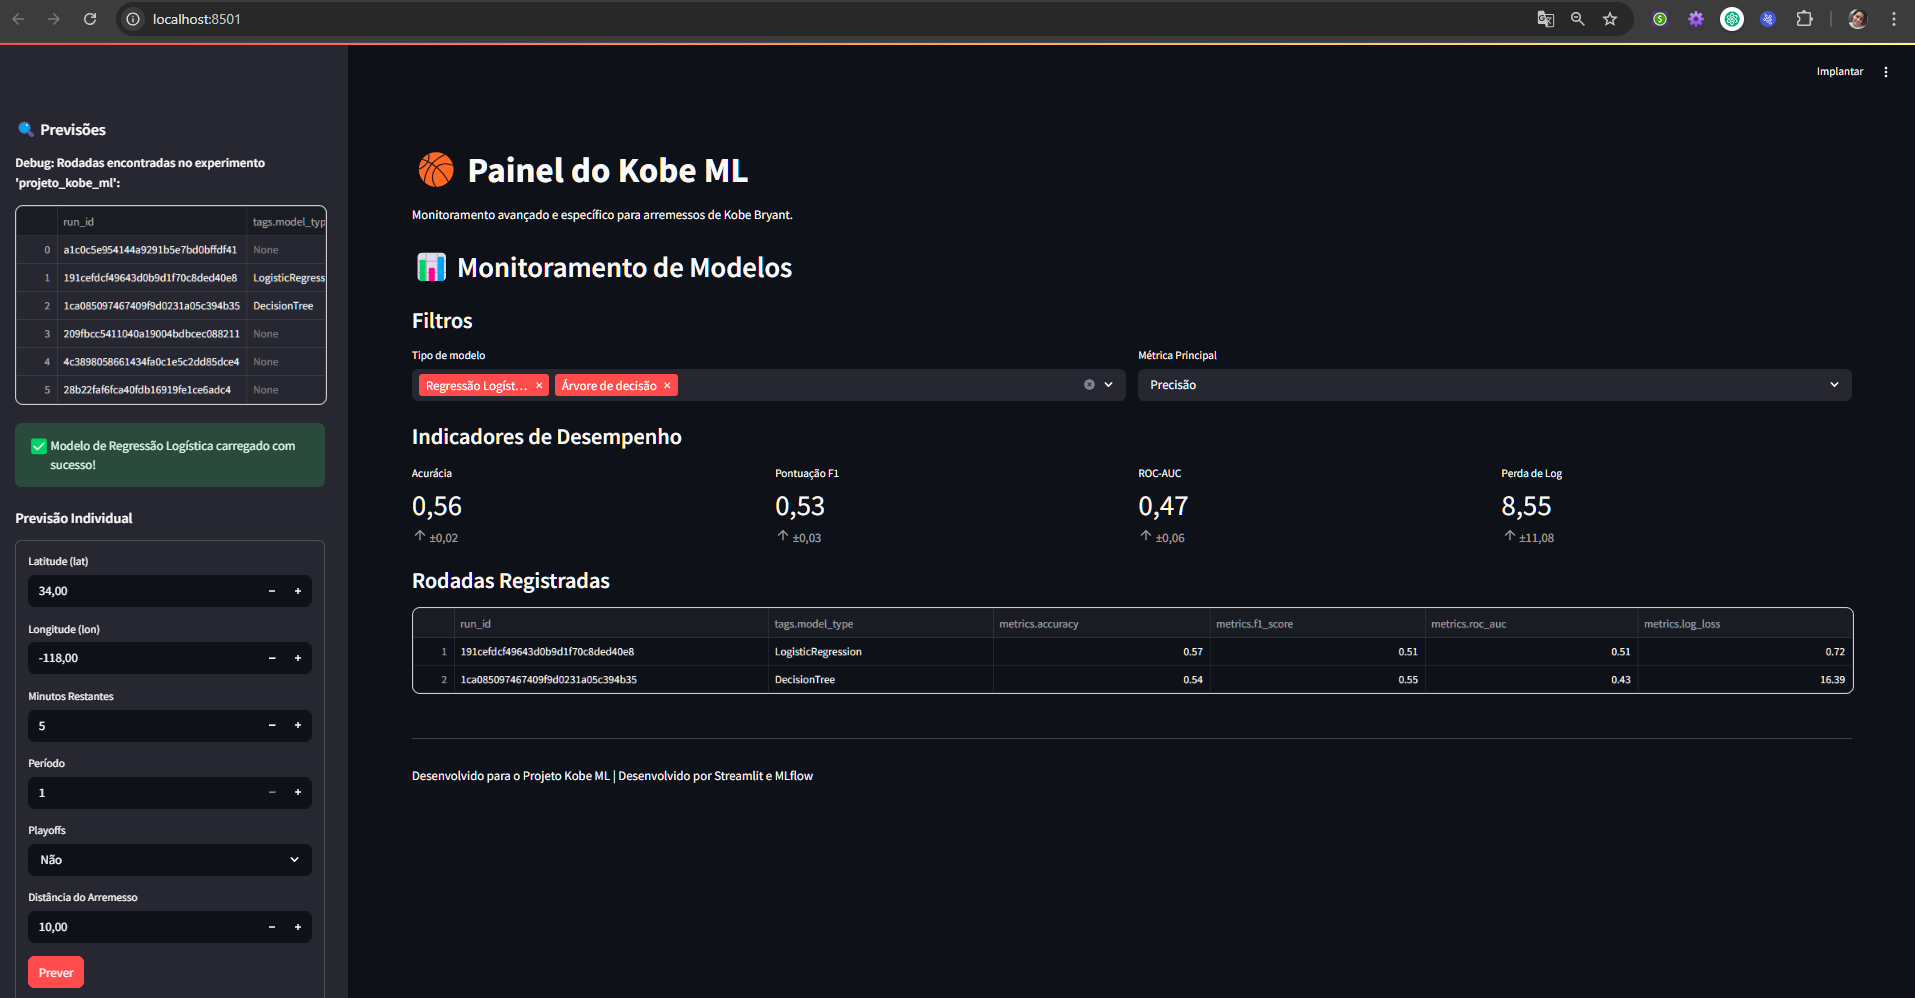 localhost:8501
Implantar
Previsões
Debug: Rodadas encontradas no experimento
'projeto_kobe_ml':
run_id tags.model_typ
0 a1c0c5e954144a9291b5e7bd0bffdf41 None
1 191cefdcf49643d0b9d1f70c8ded40e8 LogisticRegress
2 1ca085097467409f9d0231a05c394b35 DecisionTree
3 209fbcc5411040a19004bdbcec088211 None
4 4c3898058661434fa0c1e5c2dd85dce4 None
5 28b22faf6fca40fdb16919fe1ce6adc4 None
Modelo de Regressão Logística carregado com
sucesso!
Previsão Individual
Latitude (lat)
34,00
Longitude (lon)
-118,00
Minutos Restantes
5
Período
1
Playoffs
Não
Distância do Arremesso
10,00
Prever
Painel do Kobe ML
Monitoramento avançado e específico para arremessos de Kobe Bryant.
Monitoramento de Modelos
Filtros
Tipo de modelo Métrica Principal
Regressão Logíst... Árvore de decisão Precisão
Indicadores de Desempenho
Acurácia Pontuação F1 ROC-AUC Perda de Log
0,56 0,53 0,47 8,55
±0,02 ±0,03 ±0,06 ±11,08
Rodadas Registradas
run_id tags.model_type metrics.accuracy metrics.f1_score metrics.roc_auc metrics.log_loss
1 191cefdcf49643d0b9d1f70c8ded40e8 LogisticRegression 0.57 0.51 0.51 0.72
2 1ca085097467409f9d0231a05c394b35 DecisionTree 0.54 0.55 0.43 16.39
Desenvolvido para o Projeto Kobe ML | Desenvolvido por Streamlit e MLflow